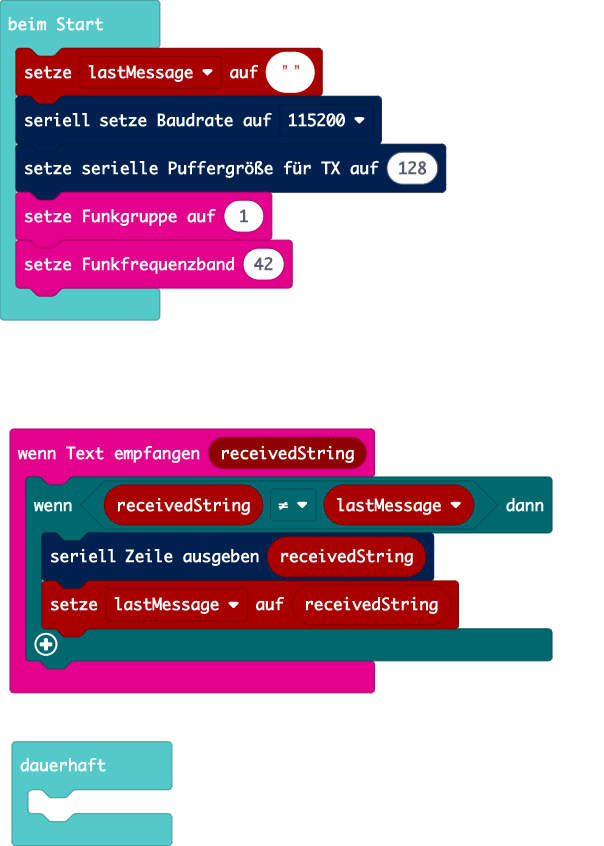 beim Start
setze lastMessage auf " "
seriell setze Baudrate auf 115200
setze serielle Puffergröße für TX auf 128
setze Funkgruppe auf 1
setze Funkfrequenzband 42
wenn Text empfangen receivedString
wenn receivedString ≠ lastMessage dann
seriell Zeile ausgeben receivedString
setze lastMessage auf receivedString
dauerhaft